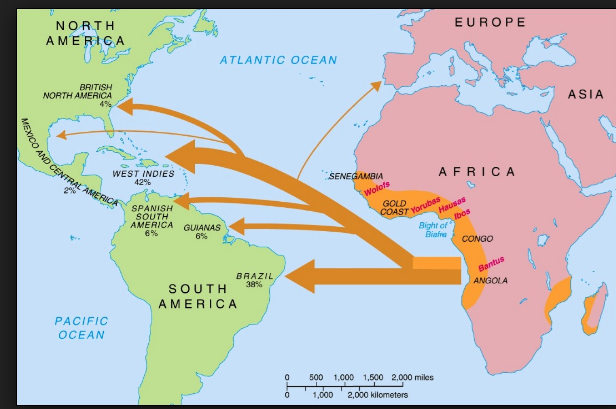 NORTH
AMERICA
EUROPE
ATLANTIC OCEAN
ASIA
BRITISH
NORTH AMERICA
4%
MEXICO AND CENTRAL AMERICA
2%
WEST INDIES
42%
SENEGAMBIA
AFRICA
Wolofs
GOLD
COAST
Yorubas
Hausas
Ibos
SPANISH
SOUTH
AMERICA
6%
GUIANAS
6%
Bight of
Biafra
CONGO
Bantus
ANGOLA
BRAZIL
38%
SOUTH
AMERICA
PACIFIC
OCEAN
0 500 1,000 1,500 2,000 miles
0 1,000 2,000 kilometers